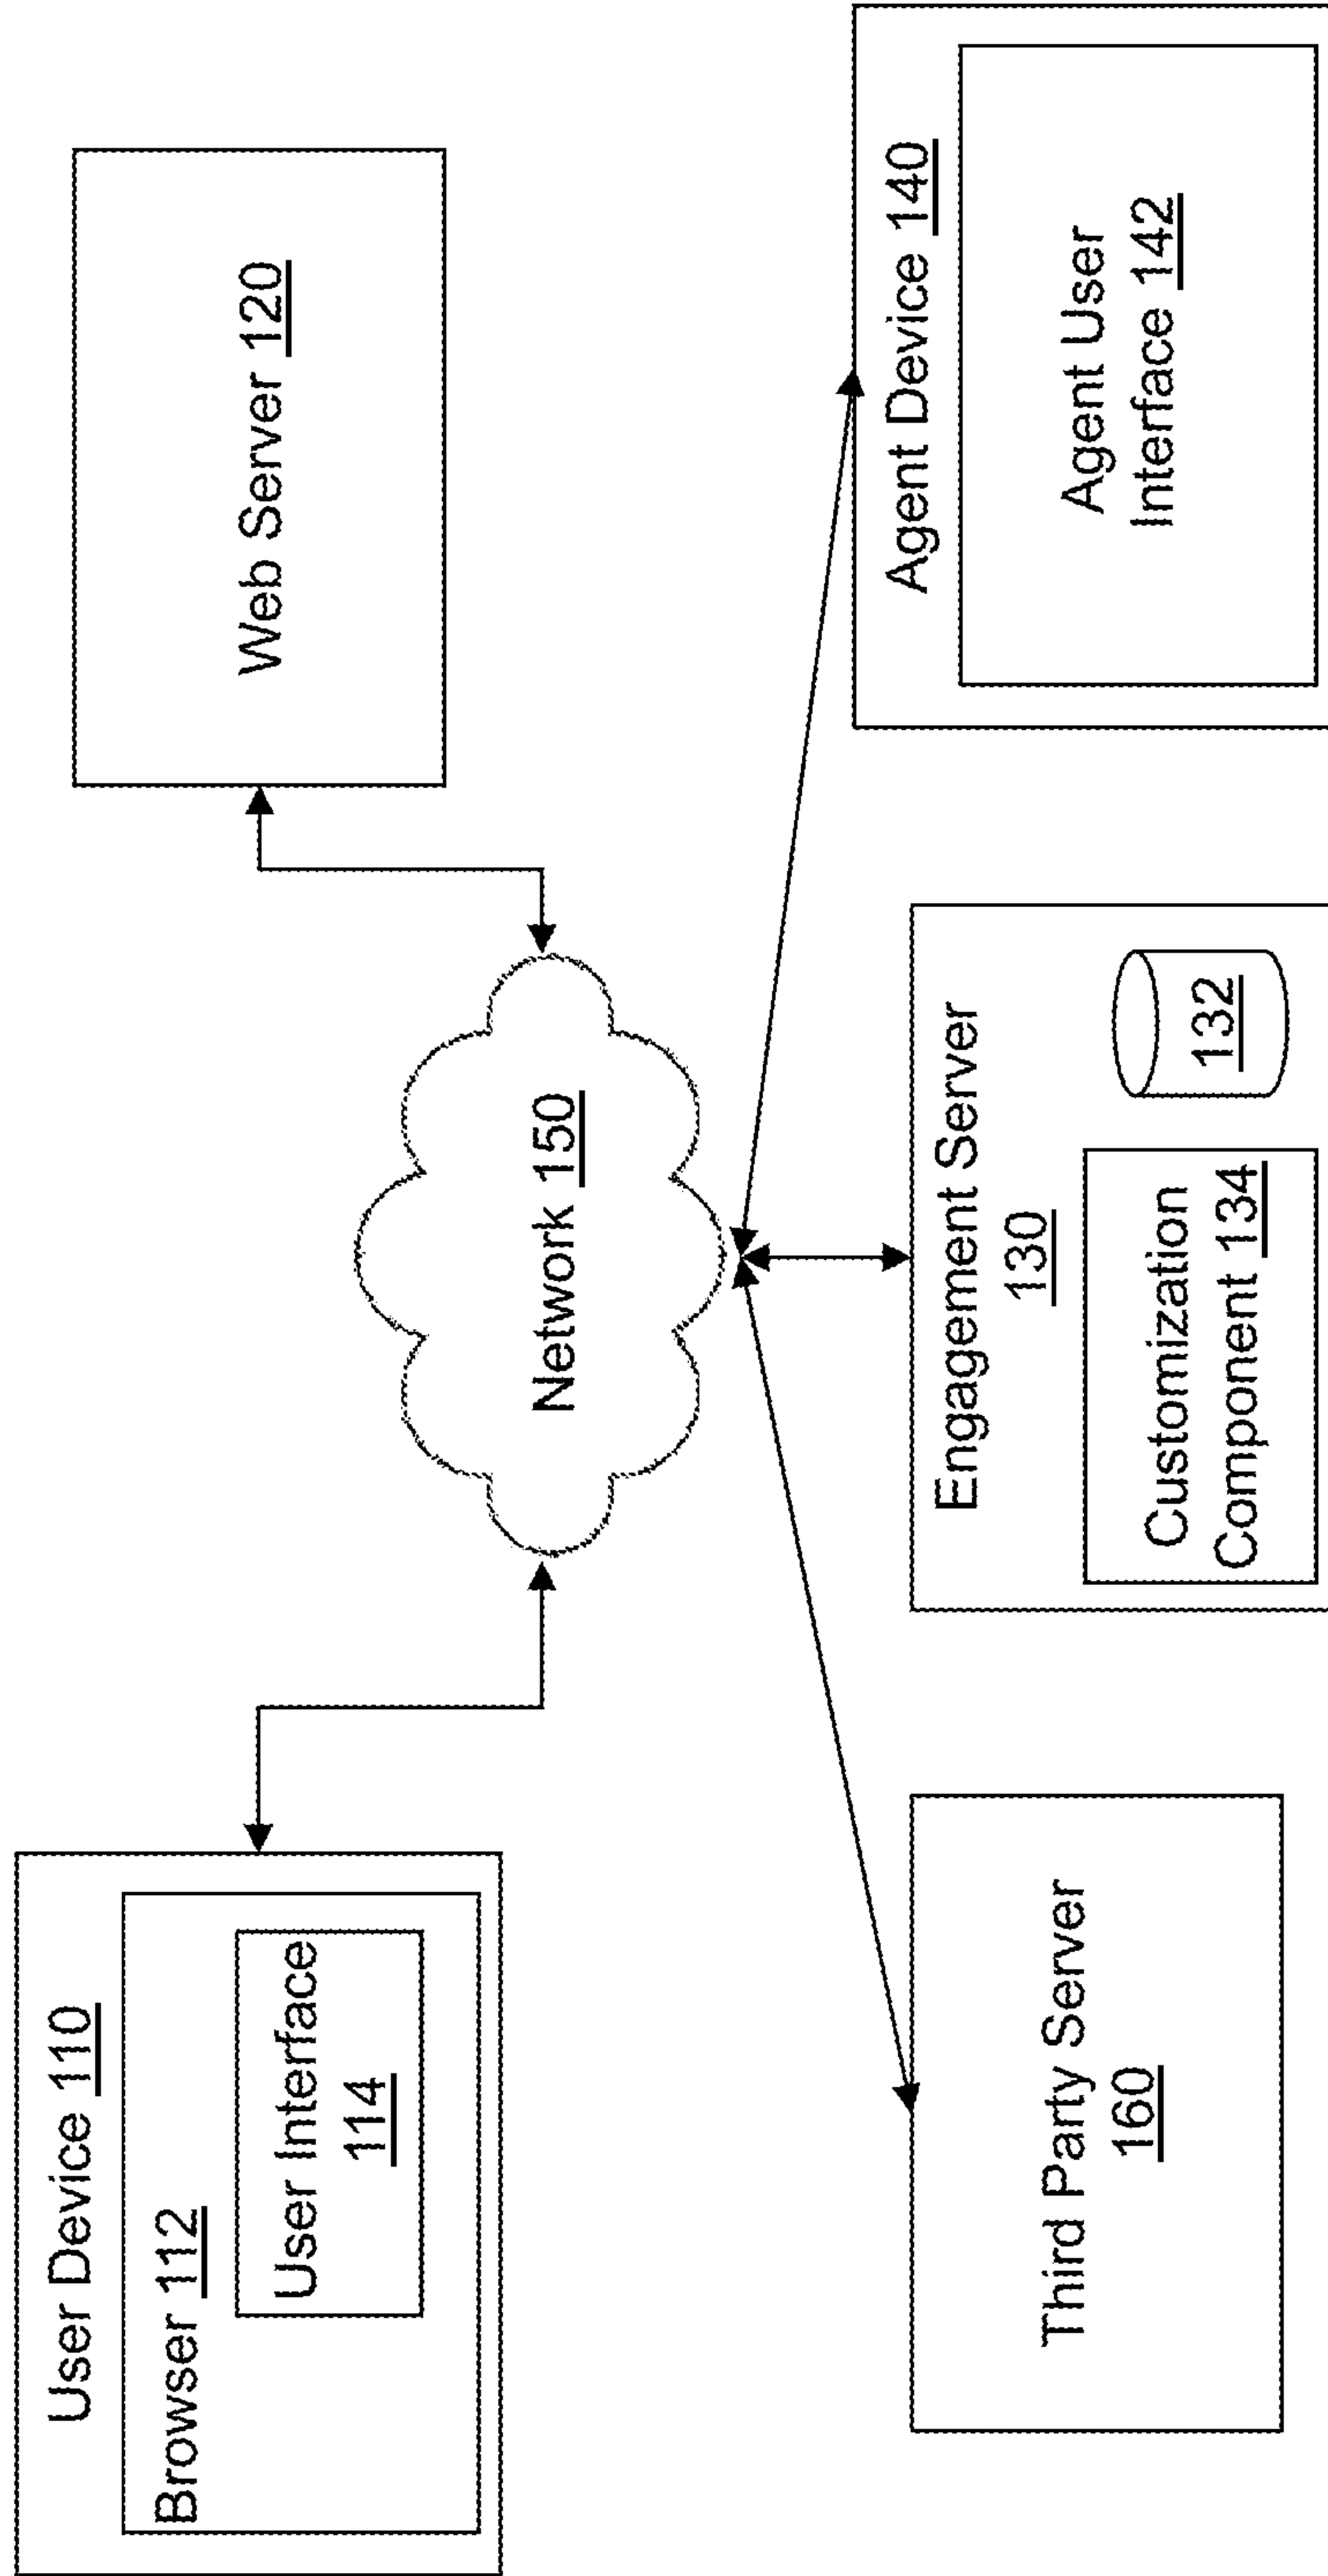 User Device 110
Browser 112
User Interface
114
Web Server 120
Network 150
Third Party Server
160
Engagement Server
130
Customization
Component 134
132
Agent Device 140
Agent User
Interface 142